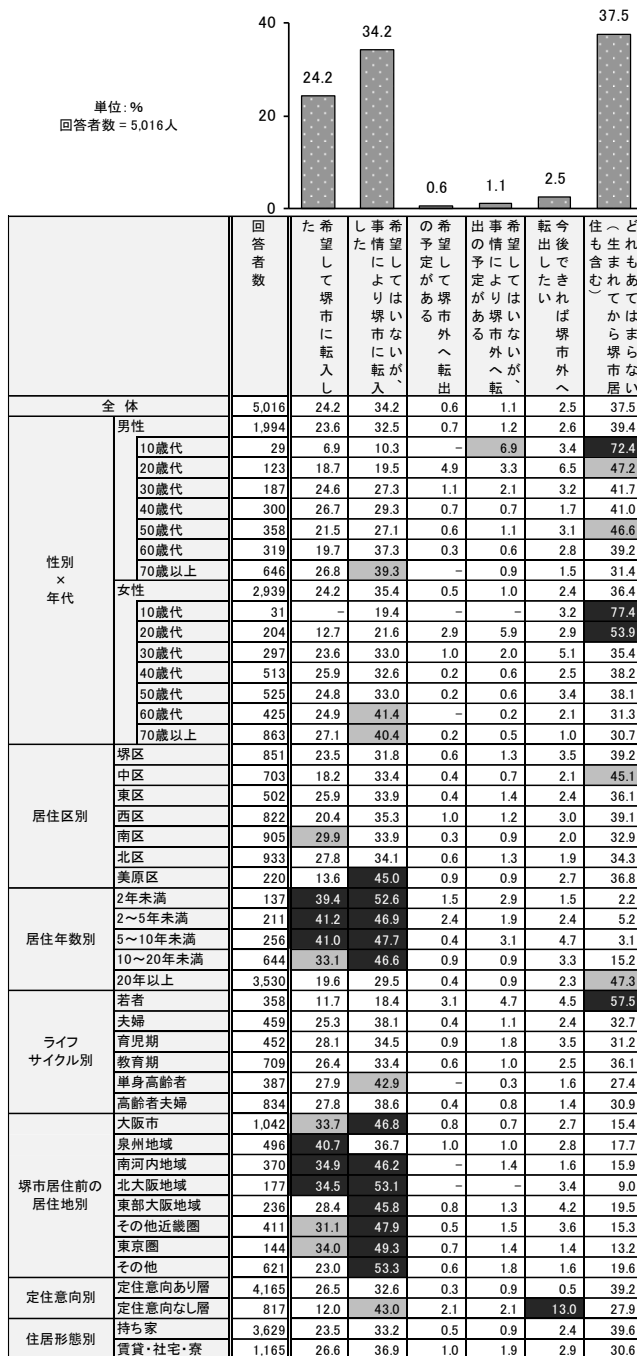 40
20
0
単位：％
回答者数 = 5,016人
24.2
34.2
0.6
1.1
2.5
37.5
回答者数
希望して堺市に転入した
希望してはいないが、事情により堺市に転入した
希望して堺市外へ転出の予定がある
希望してはいないが、事情により堺市外へ転出の予定がある
今後できれば堺市外へ転出したい
どれもあてはまらない（生まれてから堺市居住も含む）
全 体 5,016 24.2 34.2 0.6 1.1 2.5 37.5
性別×年代
男性 1,994 23.6 32.5 0.7 1.2 2.6 39.4
10歳代 29 6.9 10.3 － 6.9 3.4 72.4
20歳代 123 18.7 19.5 4.9 3.3 6.5 47.2
30歳代 187 24.6 27.3 1.1 2.1 3.2 41.7
40歳代 300 26.7 29.3 0.7 0.7 1.7 41.0
50歳代 358 21.5 27.1 0.6 1.1 3.1 46.6
60歳代 319 19.7 37.3 0.3 0.6 2.8 39.2
70歳以上 646 26.8 39.3 － 0.9 1.5 31.4
女性 2,939 24.2 35.4 0.5 1.0 2.4 36.4
10歳代 31 － 19.4 － － 3.2 77.4
20歳代 204 12.7 21.6 2.9 5.9 2.9 53.9
30歳代 297 23.6 33.0 1.0 2.0 5.1 35.4
40歳代 513 25.9 32.6 0.2 0.6 2.5 38.2
50歳代 525 24.8 33.0 0.2 0.6 3.4 38.1
60歳代 425 24.9 41.4 － 0.2 2.1 31.3
70歳以上 863 27.1 40.4 0.2 0.5 1.0 30.7
居住区別
堺区 851 23.5 31.8 0.6 1.3 3.5 39.2
中区 703 18.2 33.4 0.4 0.7 2.1 45.1
東区 502 25.9 33.9 0.4 1.4 2.4 36.1
西区 822 20.4 35.3 1.0 1.2 3.0 39.1
南区 905 29.9 33.9 0.3 0.9 2.0 32.9
北区 933 27.8 34.1 0.6 1.3 1.9 34.3
美原区 220 13.6 45.0 0.9 0.9 2.7 36.8
居住年数別
2年未満 137 39.4 52.6 1.5 2.9 1.5 2.2
2～5年未満 211 41.2 46.9 2.4 1.9 2.4 5.2
5～10年未満 256 41.0 47.7 0.4 3.1 4.7 3.1
10～20年未満 644 33.1 46.6 0.9 0.9 3.3 15.2
20年以上 3,530 19.6 29.5 0.4 0.9 2.3 47.3
ライフサイクル別
若者 358 11.7 18.4 3.1 4.7 4.5 57.5
夫婦 459 25.3 38.1 0.4 1.1 2.4 32.7
育児期 452 28.1 34.5 0.9 1.8 3.5 31.2
教育期 709 26.4 33.4 0.6 1.0 2.5 36.1
単身高齢者 387 27.9 42.9 － 0.3 1.6 27.4
高齢者夫婦 834 27.8 38.6 0.4 0.8 1.4 30.9
堺市居住前の居住地別
大阪市 1,042 33.7 46.8 0.8 0.7 2.7 15.4
泉州地域 496 40.7 36.7 1.0 1.0 2.8 17.7
南河内地域 370 34.9 46.2 － 1.4 1.6 15.9
北大阪地域 177 34.5 53.1 － － 3.4 9.0
東部大阪地域 236 28.4 45.8 0.8 1.3 4.2 19.5
その他近畿圏 411 31.1 47.9 0.5 1.5 3.6 15.3
東京圏 144 34.0 49.3 0.7 1.4 1.4 13.2
その他 621 23.0 53.3 0.6 1.8 1.6 19.6
定住意向別
定住意向あり層 4,165 26.5 32.6 0.3 0.9 0.5 39.2
定住意向なし層 817 12.0 43.0 2.1 2.1 13.0 27.9
住居形態別
持ち家 3,629 23.5 33.2 0.5 0.9 2.4 39.6
賃貸・社宅・寮 1,165 26.6 36.9 1.0 1.9 2.9 30.6